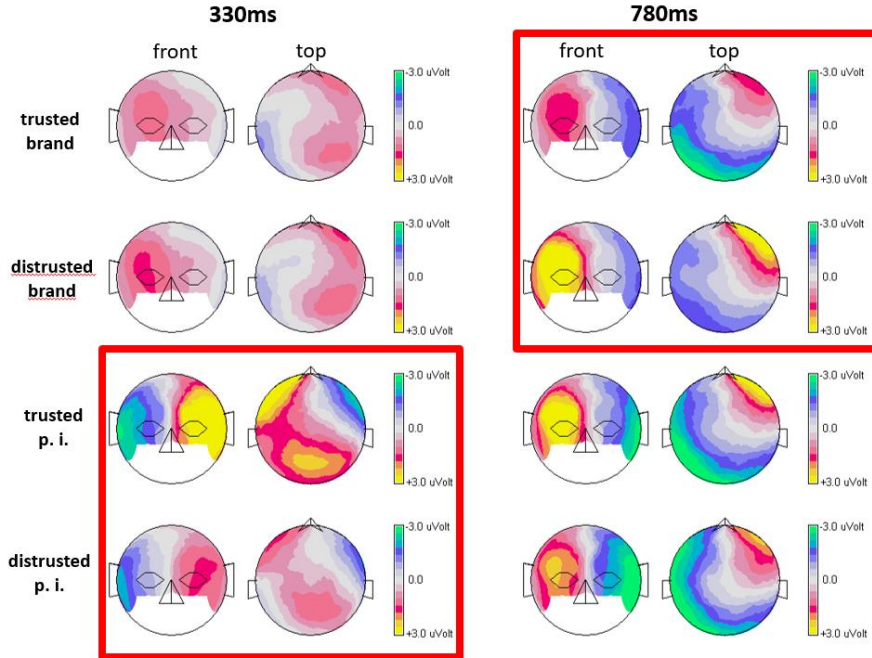 330ms 780ms
front top front top
trusted brand
-3.0 uVolt -3.0 uVolt
0.0 0.0
+3.0 uVolt +3.0 uVolt
distrusted brand
-3.0 uVolt -3.0 uVolt
0.0 0.0
+3.0 uVolt +3.0 uVolt
trusted p. i.
-3.0 uVolt -3.0 uVolt
0.0 0.0
+3.0 uVolt +3.0 uVolt
distrusted p. i.
-3.0 uVolt -3.0 uVolt
0.0 0.0
+3.0 uVolt +3.0 uVolt